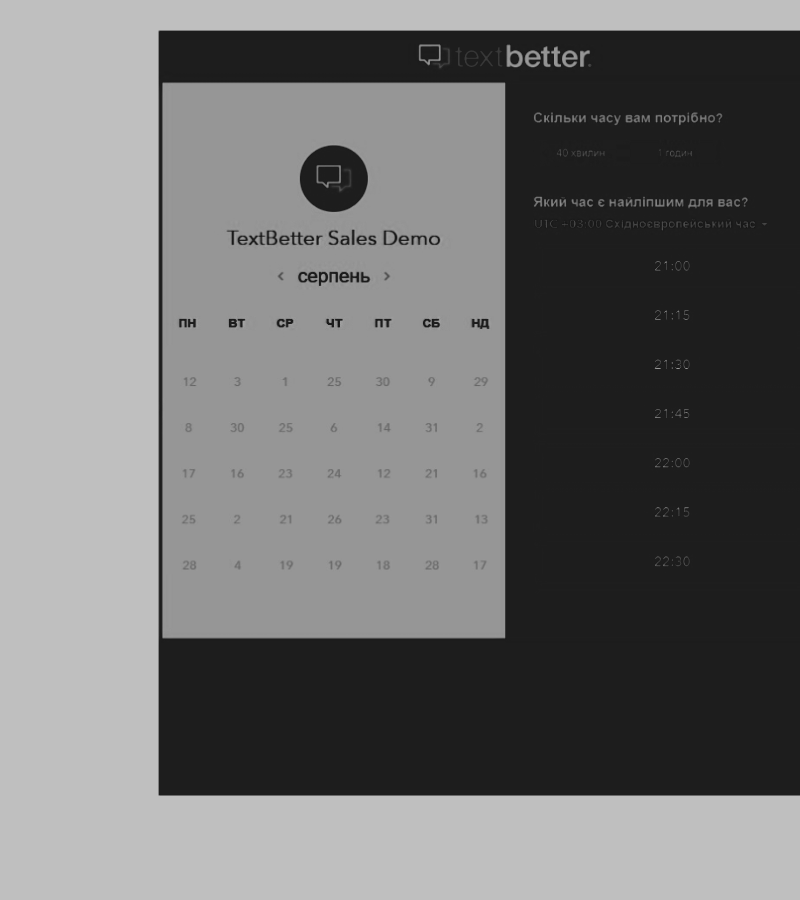 textbetter.
TextBetter Sales Demo
< серпень >
ПН ВТ СР ЧТ ПТ СБ НД
12 3 1 25 30 9 29
8 30 25 6 14 31 2
17 16 23 24 12 21 16
25 2 21 26 23 31 13
28 4 19 19 18 28 17
Скільки часу вам потрібно?
40 хвилин 1 годин
Який час є найліпшим для вас?
UTC +03:00 Східноєвропейський час
21:00
21:15
21:30
21:45
22:00
22:15
22:30